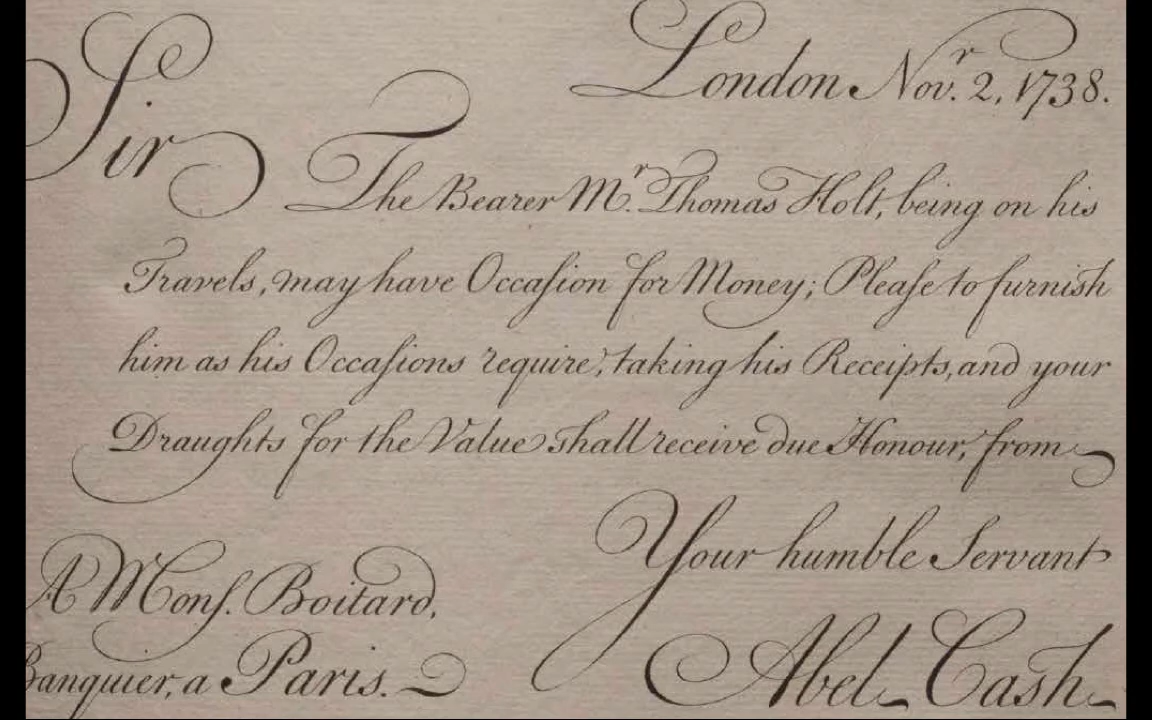 London Nov.r 2, 1738.
Sir
The Bearer M.r Thomas Holt, being on his
Travels, may have Occaſion for Money; Pleaſe to furnish
him as his Occaſions require, taking his Receipts, and your
Draughts for the Value shall receive due Honour, from
Your humble Servant
A Monſ. Boitard,
Banquier, a Paris.
Abel Cash